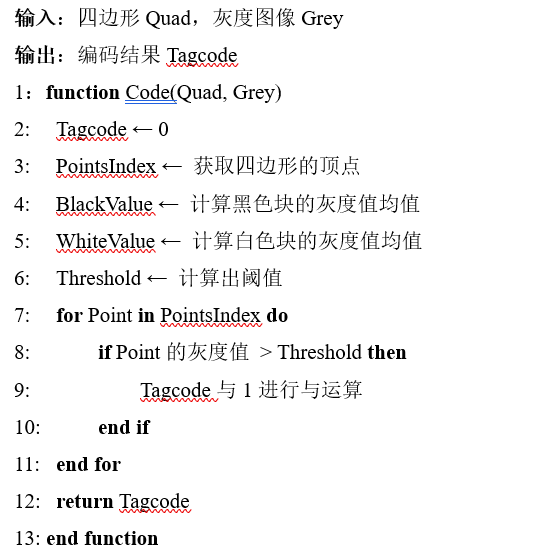 输入：四边形 Quad，灰度图像 Grey
输出：编码结果 Tagcode
1：function Code(Quad, Grey)
2: Tagcode ← 0
3: PointsIndex ← 获取四边形的顶点
4: BlackValue ← 计算黑色块的灰度值均值
5: WhiteValue ← 计算白色块的灰度值均值
6: Threshold ← 计算出阈值
7: for Point in PointsIndex do
8: if Point 的灰度值 > Threshold then
9: Tagcode 与 1 进行与运算
10: end if
11: end for
12: return Tagcode
13: end function